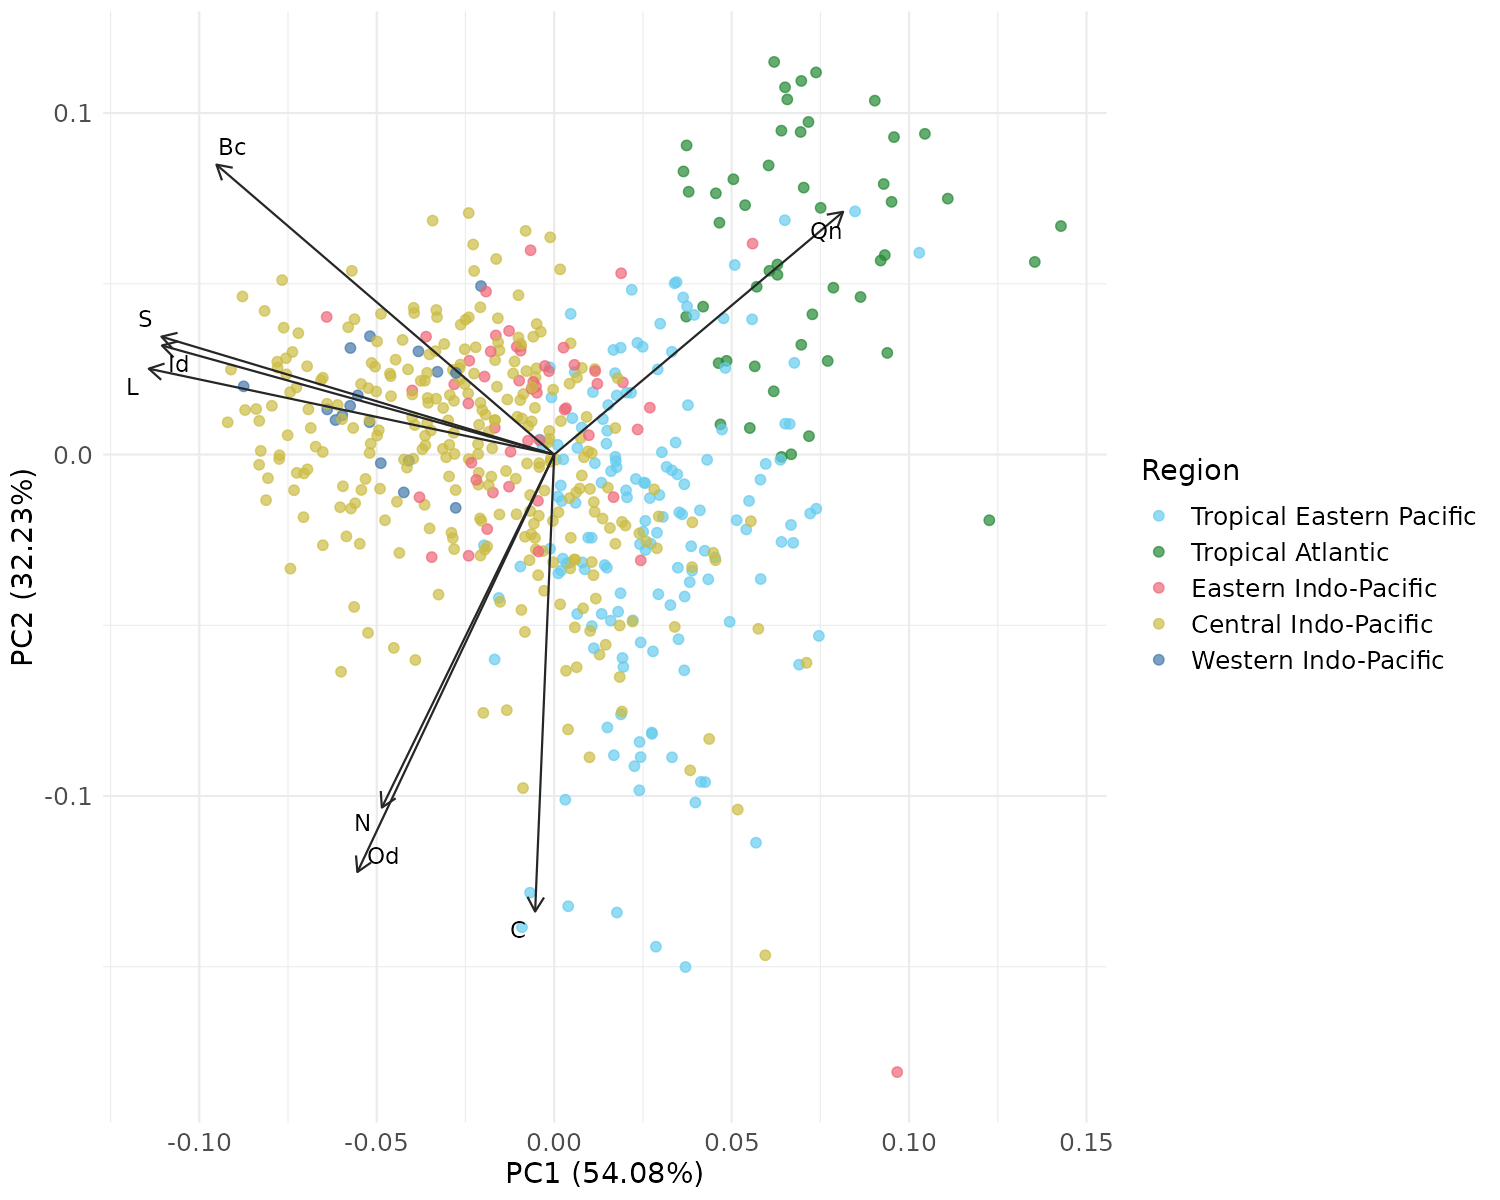 0.1
0.0
-0.1
PC2 (32.23%)
Bc
Qn
S
Id
L
N
Od
C
-0.10
-0.05
0.00
0.05
0.10
0.15
PC1 (54.08%)
Region
Tropical Eastern Pacific
Tropical Atlantic
Eastern Indo-Pacific
Central Indo-Pacific
Western Indo-Pacific